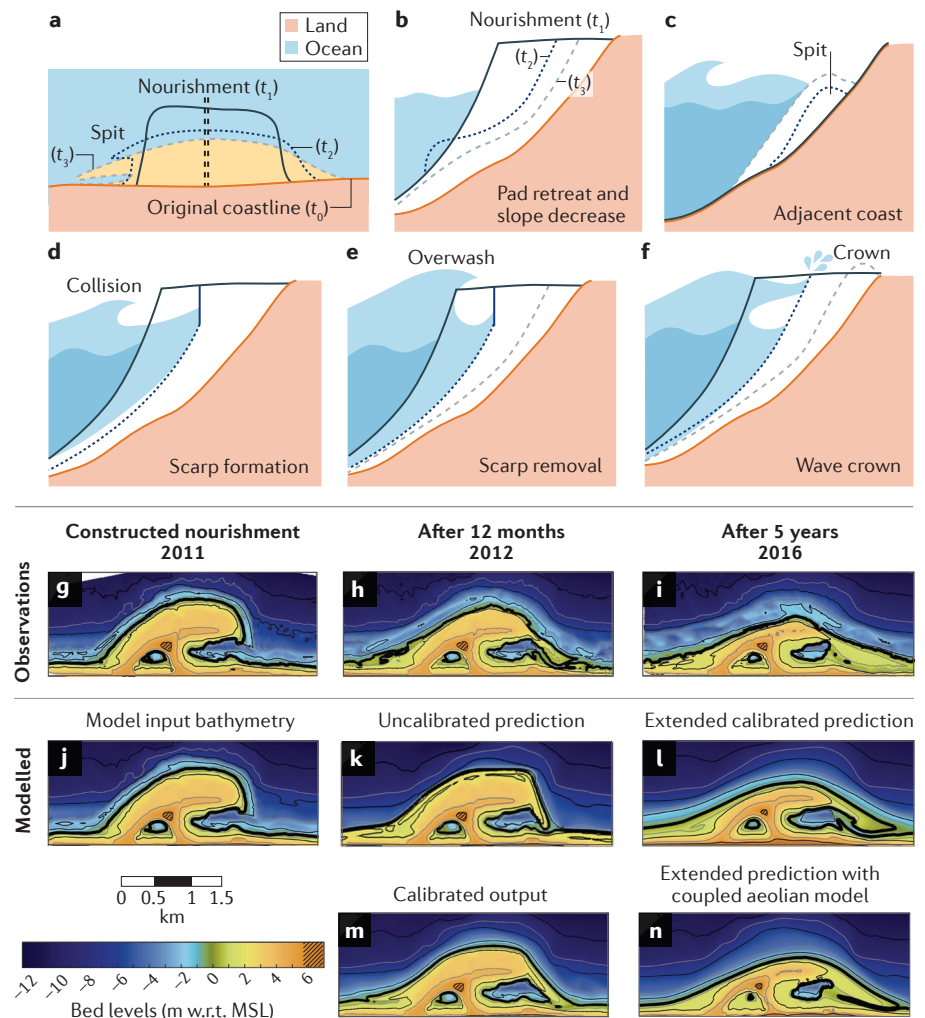 a
Land
Ocean
Nourishment (t1)
Spit
(t3)
(t2)
Original coastline (t0)
b
Nourishment (t1)
(t2)
(t3)
Pad retreat and
slope decrease
c
Spit
Adjacent coast
d
Collision
Scarp formation
e
Overwash
Scarp removal
f
Crown
Wave crown
Constructed nourishment
2011
After 12 months
2012
After 5 years
2016
Observations
g
h
i
Modelled
Model input bathymetry
Uncalibrated prediction
Extended calibrated prediction
j
k
l
0 0.5 1 1.5
km
Calibrated output
Extended prediction with
coupled aeolian model
m
n
–12 –10 –8 –6 –4 –2 0 2 4 6
Bed levels (m w.r.t. MSL)